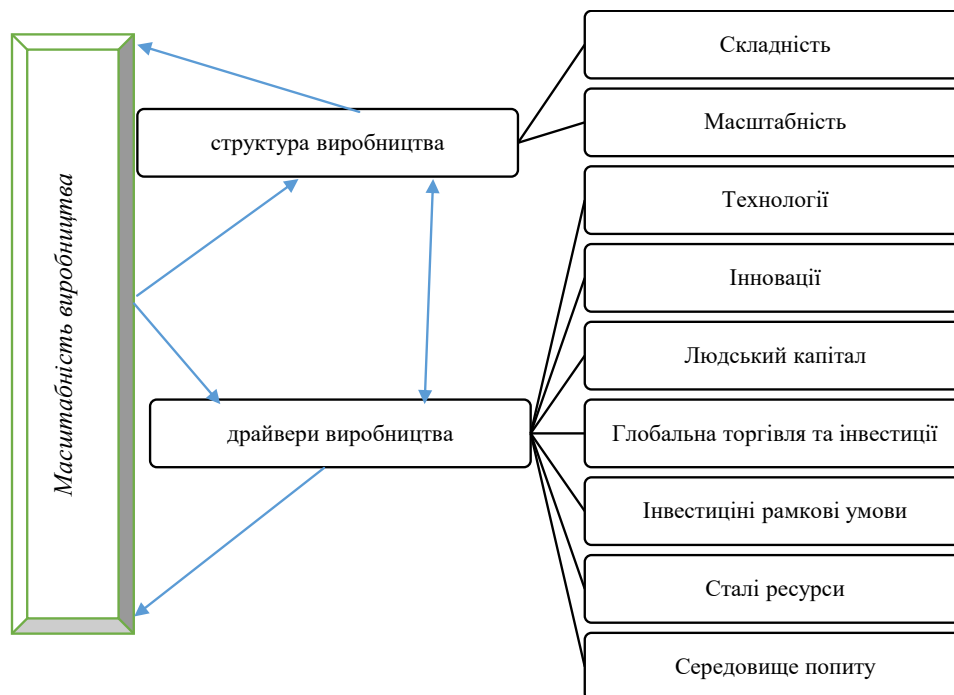 Масштабність виробництва
структура виробництва
драйвери виробництва
Складність
Масштабність
Технології
Інновації
Людський капітал
Глобальна торгівля та інвестиції
Інвестиціні рамкові умови
Сталі ресурси
Середовище попиту